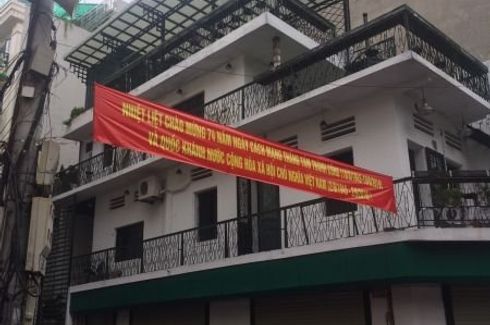 NHIỆT LIỆT CHÀO MỪNG 74 NĂM NGÀY CÁCH MẠNG THÁNG TÁM THÀNH CÔNG
VÀ QUỐC KHÁNH NƯỚC CỘNG HÒA XÃ HỘI CHỦ NGHĨA VIỆT NAM